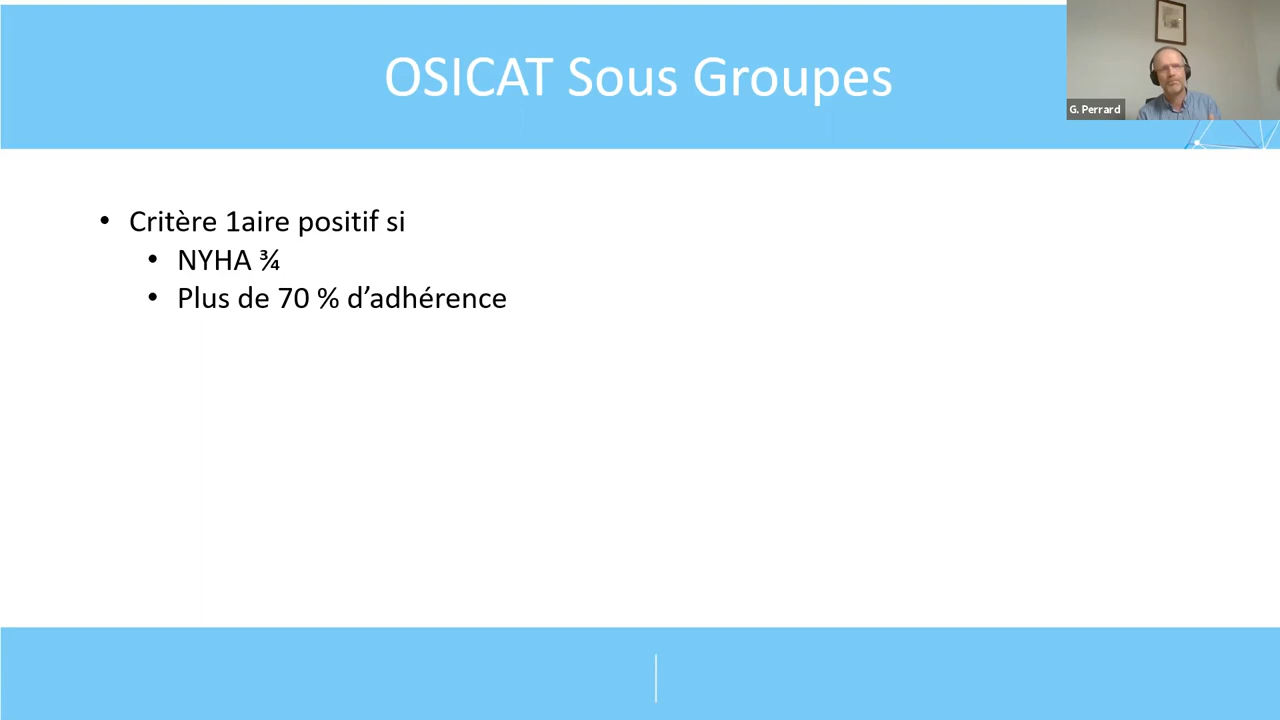 OSICAT Sous Groupes
G. Perrard
• Critère 1aire positif si
• NYHA ¾
• Plus de 70 % d’adhérence